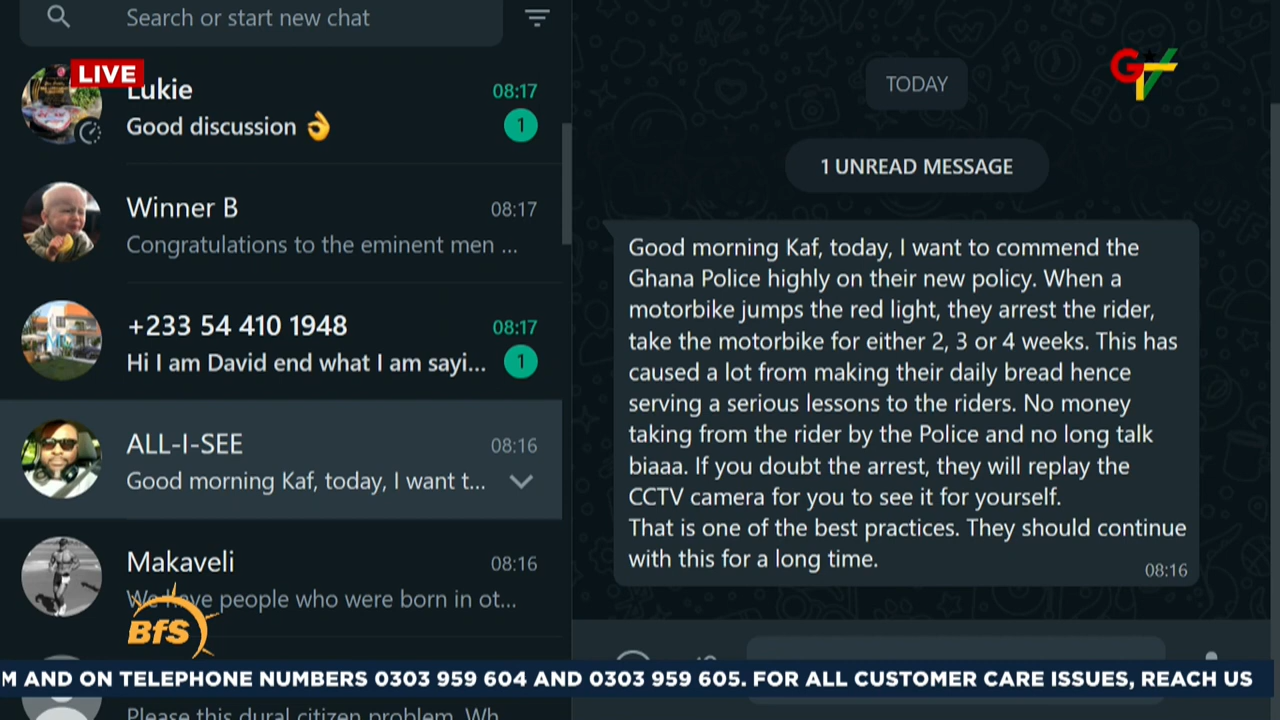 Search or start new chat
LIVE
Lukie
08:17
Good discussion 👌
1
Winner B
08:17
Congratulations to the eminent men ...
+233 54 410 1948
08:17
Hi I am David end what I am sayi...
1
ALL-I-SEE
08:16
Good morning Kaf, today, I want t...
Makaveli
08:16
We have people who were born in ot...
BfS
Please this dural citizen problem. Wh
GTV
TODAY
1 UNREAD MESSAGE
Good morning Kaf, today, I want to commend the
Ghana Police highly on their new policy. When a
motorbike jumps the red light, they arrest the rider,
take the motorbike for either 2, 3 or 4 weeks. This has
caused a lot from making their daily bread hence
serving a serious lessons to the riders. No money
taking from the rider by the Police and no long talk
biaaa. If you doubt the arrest, they will replay the
CCTV camera for you to see it for yourself.
That is one of the best practices. They should continue
with this for a long time.
08:16
M AND ON TELEPHONE NUMBERS 0303 959 604 AND 0303 959 605. FOR ALL CUSTOMER CARE ISSUES, REACH US